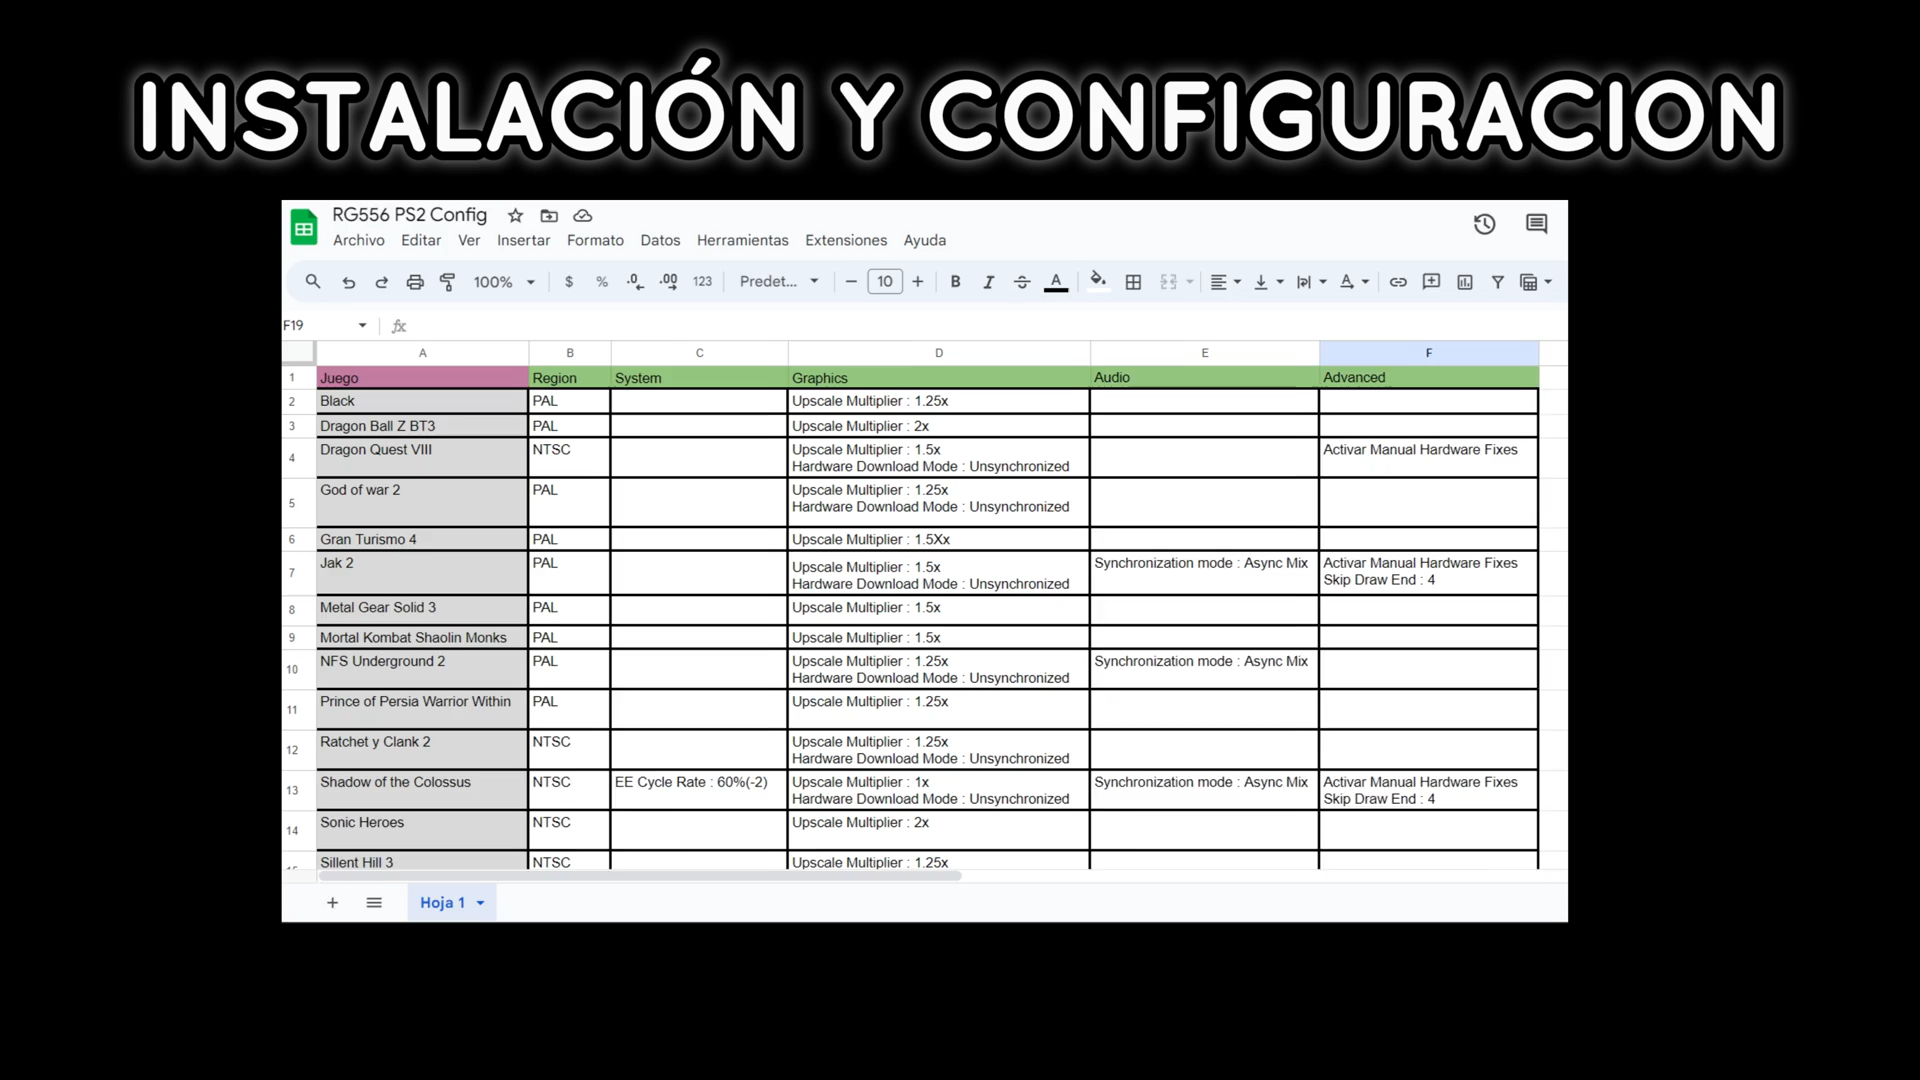 INSTALACIÓN Y CONFIGURACION
RG556 PS2 Config
Archivo Editar Ver Insertar Formato Datos Herramientas Extensiones Ayuda
100% $ % .0 .00 123 Predet... − 10 + B I S A A
F19 fx
A B C D E F
1 Juego Region System Graphics Audio Advanced
2 Black PAL Upscale Multiplier : 1.25x
3 Dragon Ball Z BT3 PAL Upscale Multiplier : 2x
4 Dragon Quest VIII NTSC Upscale Multiplier : 1.5x Activar Manual Hardware Fixes
Hardware Download Mode : Unsynchronized
5 God of war 2 PAL Upscale Multiplier : 1.25x
Hardware Download Mode : Unsynchronized
6 Gran Turismo 4 PAL Upscale Multiplier : 1.5Xx
7 Jak 2 PAL Upscale Multiplier : 1.5x Synchronization mode : Async Mix Activar Manual Hardware Fixes
Hardware Download Mode : Unsynchronized Skip Draw End : 4
8 Metal Gear Solid 3 PAL Upscale Multiplier : 1.5x
9 Mortal Kombat Shaolin Monks PAL Upscale Multiplier : 1.5x
10 NFS Underground 2 PAL Upscale Multiplier : 1.25x Synchronization mode : Async Mix
Hardware Download Mode : Unsynchronized
11 Prince of Persia Warrior Within PAL Upscale Multiplier : 1.25x
12 Ratchet y Clank 2 NTSC Upscale Multiplier : 1.25x
Hardware Download Mode : Unsynchronized
13 Shadow of the Colossus NTSC EE Cycle Rate : 60%(-2) Upscale Multiplier : 1x Synchronization mode : Async Mix Activar Manual Hardware Fixes
Hardware Download Mode : Unsynchronized Skip Draw End : 4
14 Sonic Heroes NTSC Upscale Multiplier : 2x
Sillent Hill 3 NTSC Upscale Multiplier : 1.25x
+ Hoja 1